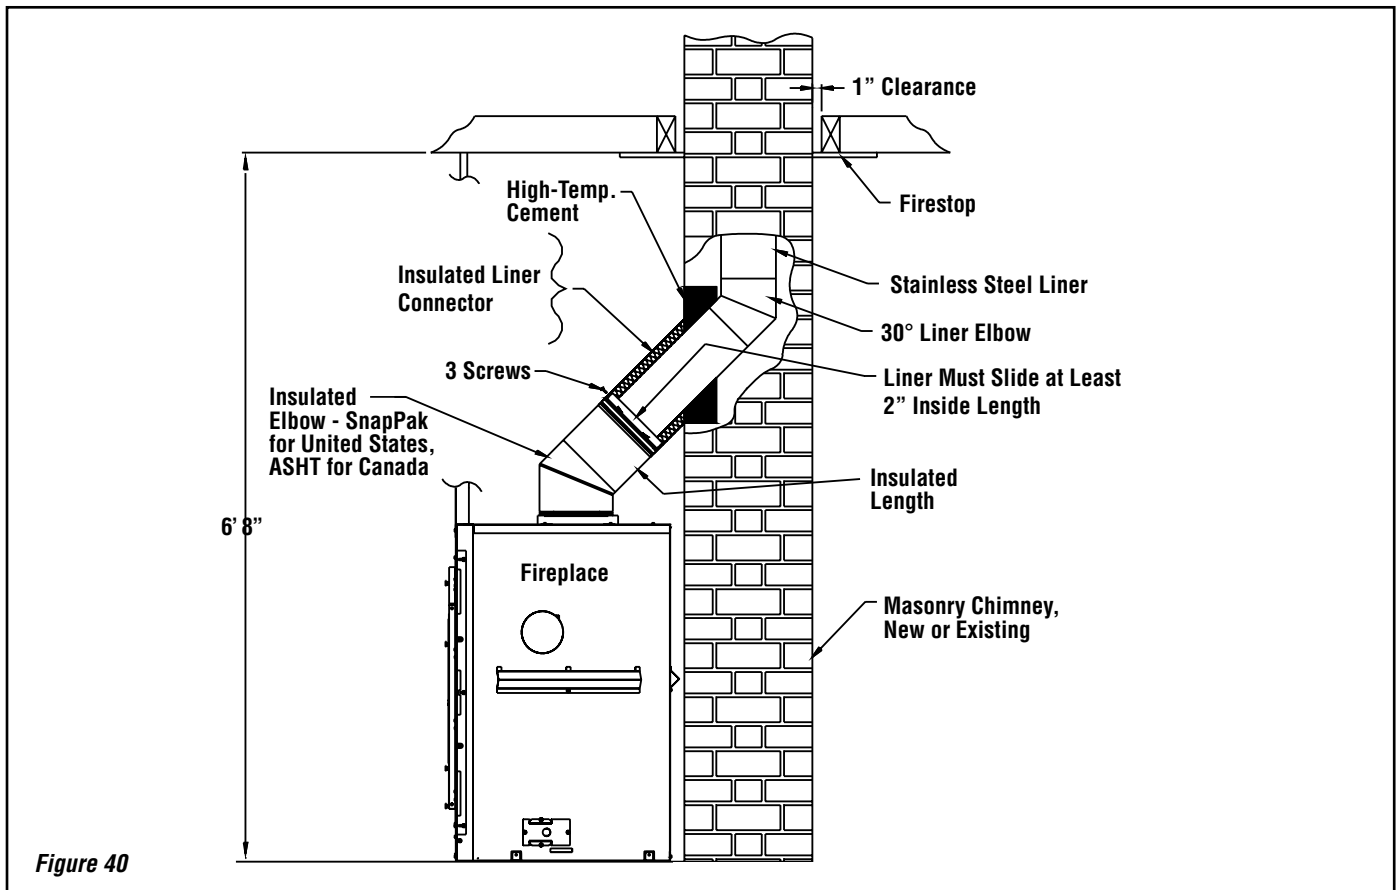 1” Clearance
Firestop
High-Temp.
Cement
Insulated Liner
Connector
Stainless Steel Liner
30° Liner Elbow
3 Screws
Liner Must Slide at Least
2” Inside Length
Insulated
Elbow - SnapPak
for United States,
ASHT for Canada
Insulated
Length
6’ 8”
Fireplace
Masonry Chimney,
New or Existing
Figure 40